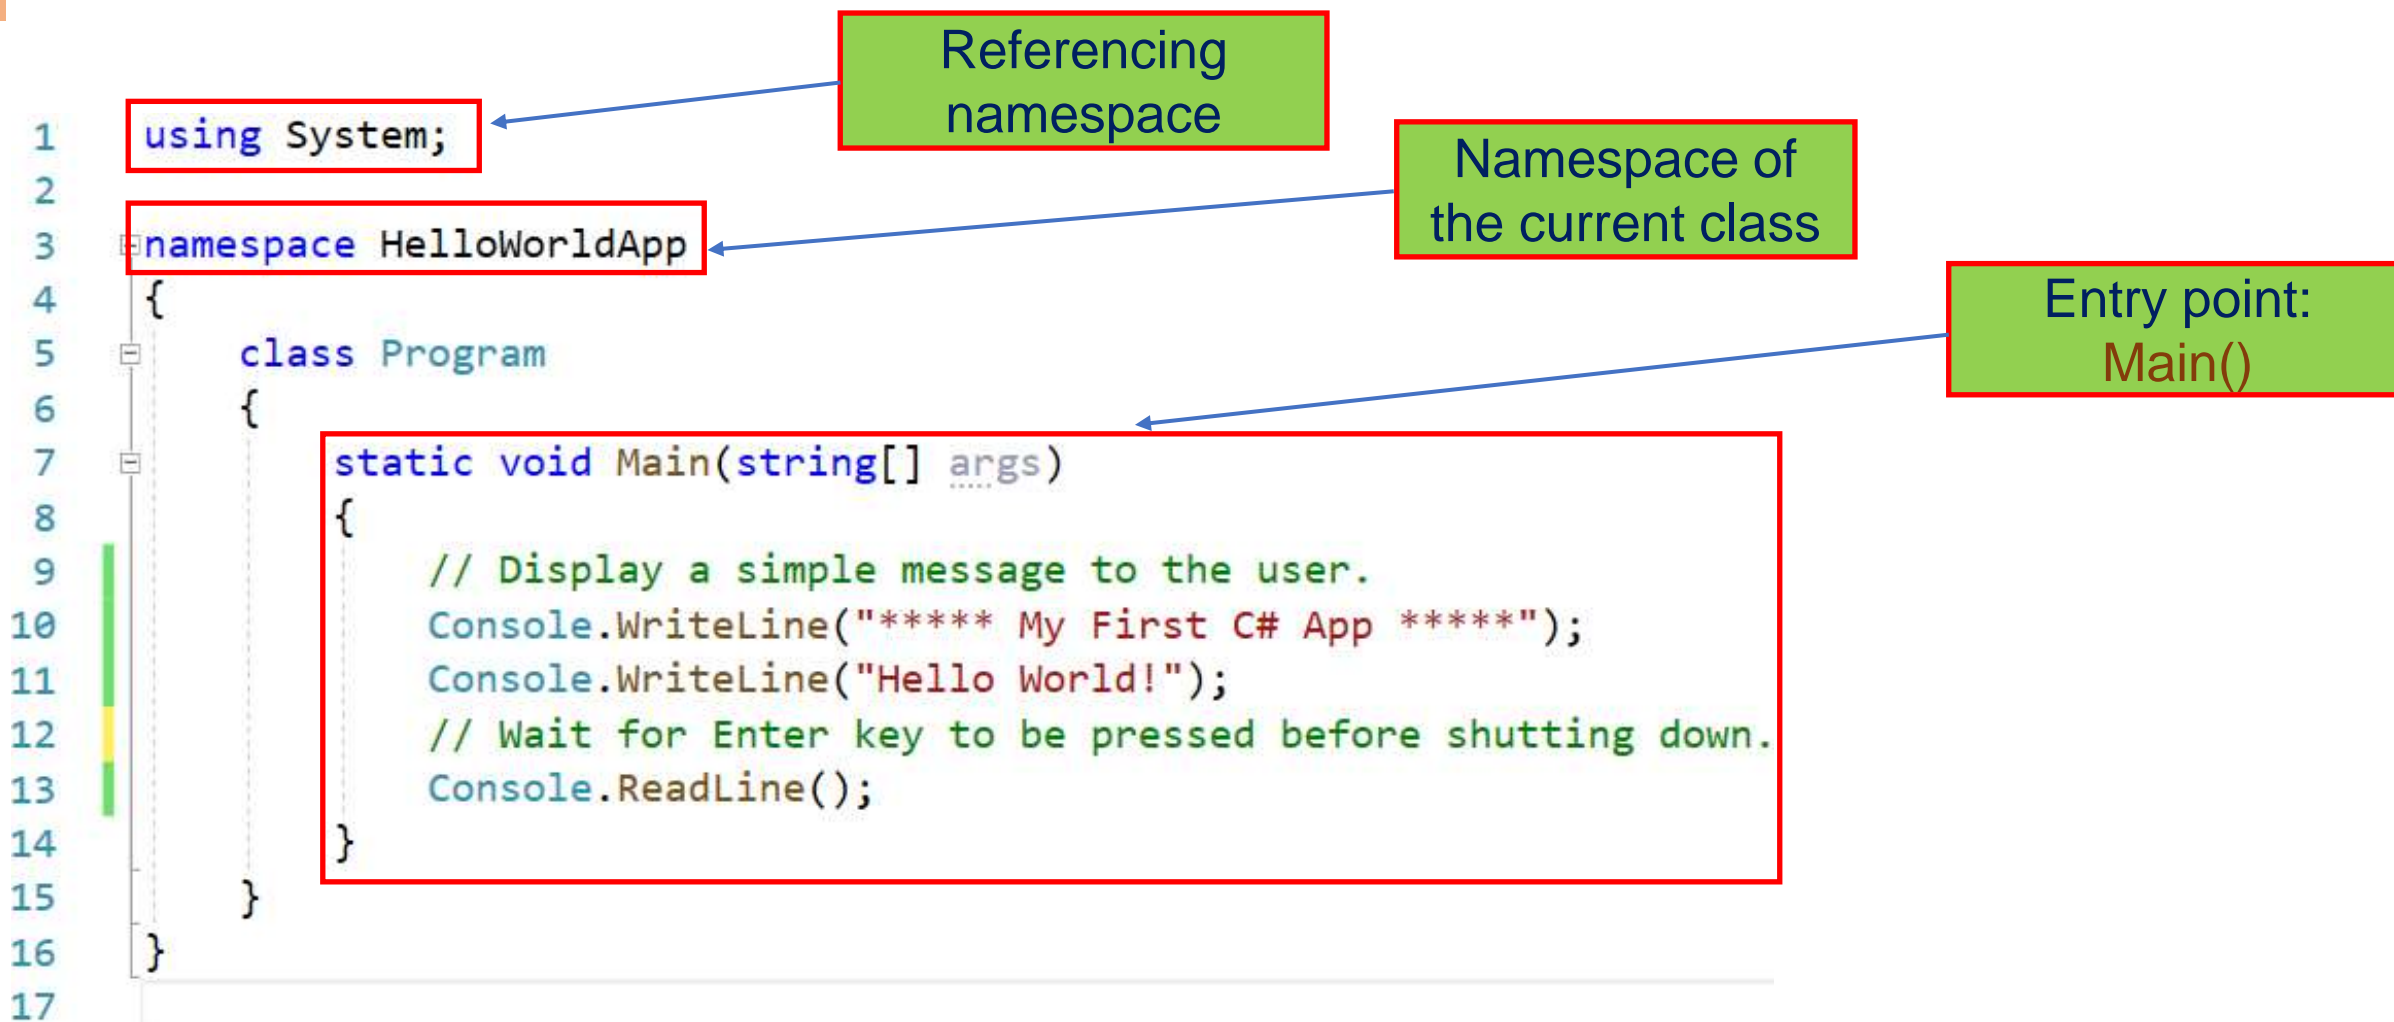 Referencing
namespace
Namespace of
the current class
Entry point:
Main()
1 using System;
2
3 namespace HelloWorldApp
4 {
5 class Program
6 {
7 static void Main(string[] args)
8 {
9 // Display a simple message to the user.
10 Console.WriteLine("***** My First C# App *****");
11 Console.WriteLine("Hello World!");
12 // Wait for Enter key to be pressed before shutting down.
13 Console.ReadLine();
14 }
15 }
16 }
17